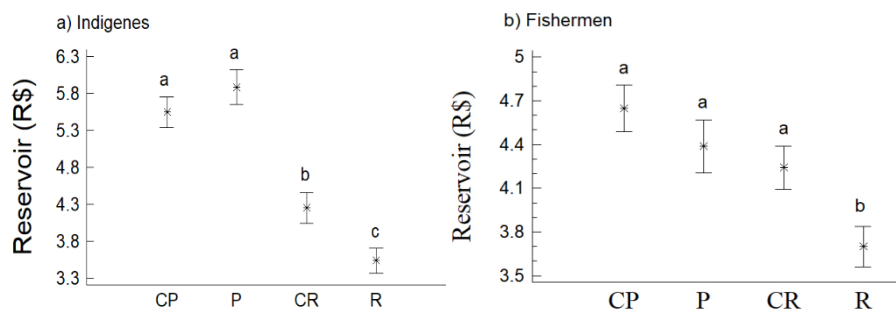 a) Indigenes
Reservoir (R$)
6.3
5.8
5.3
4.8
4.3
3.8
3.3
a
a
b
c
CP P CR R
b) Fishermen
Reservoir (R$)
5
4.7
4.4
4.1
3.8
3.5
a
a
a
b
CP P CR R